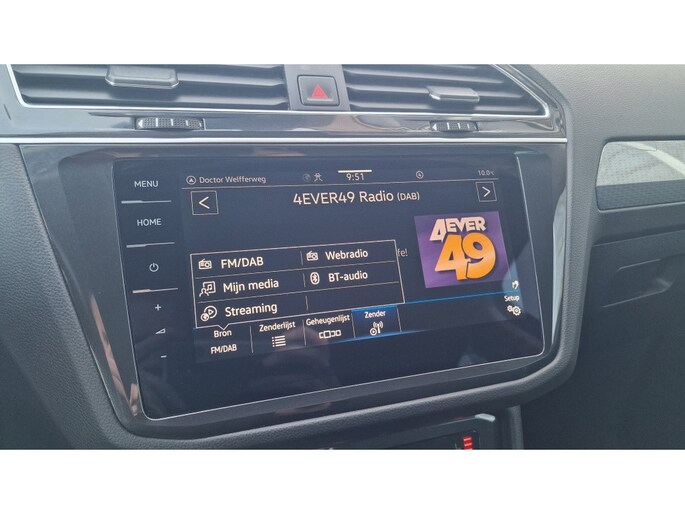 MENU
HOME
Doctor Welfferweg
9:51
10.0°C
4EVER49 Radio (DAB)
4EVER
49
FM/DAB
Webradio
fe!
Mijn media
BT-audio
Streaming
Setup
Bron
Zenderlijst
Geheugenlijst
Zender
FM/DAB